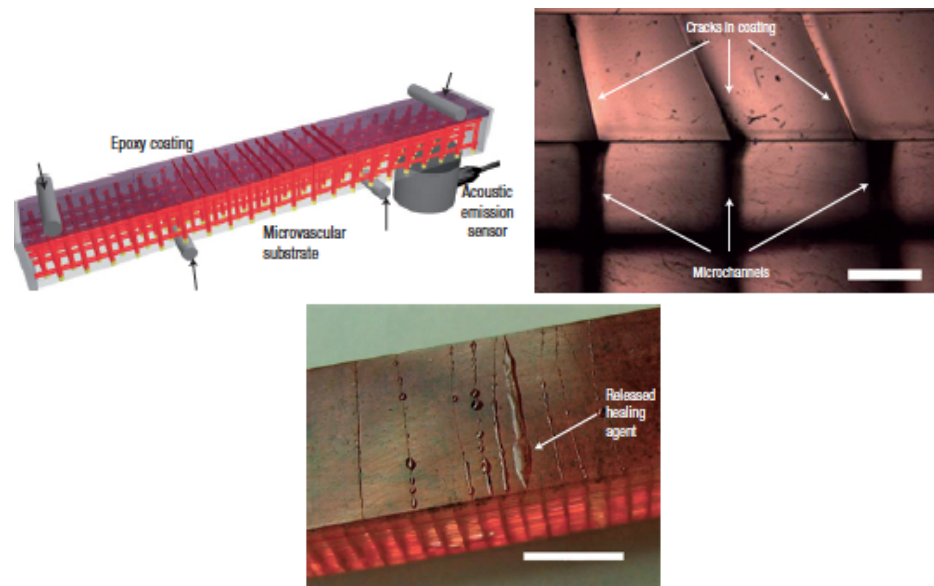 Epoxy coating
Microvascular
substrate
Acoustic
emission
sensor
Cracks in coating
Microchannels
Released
healing
agent